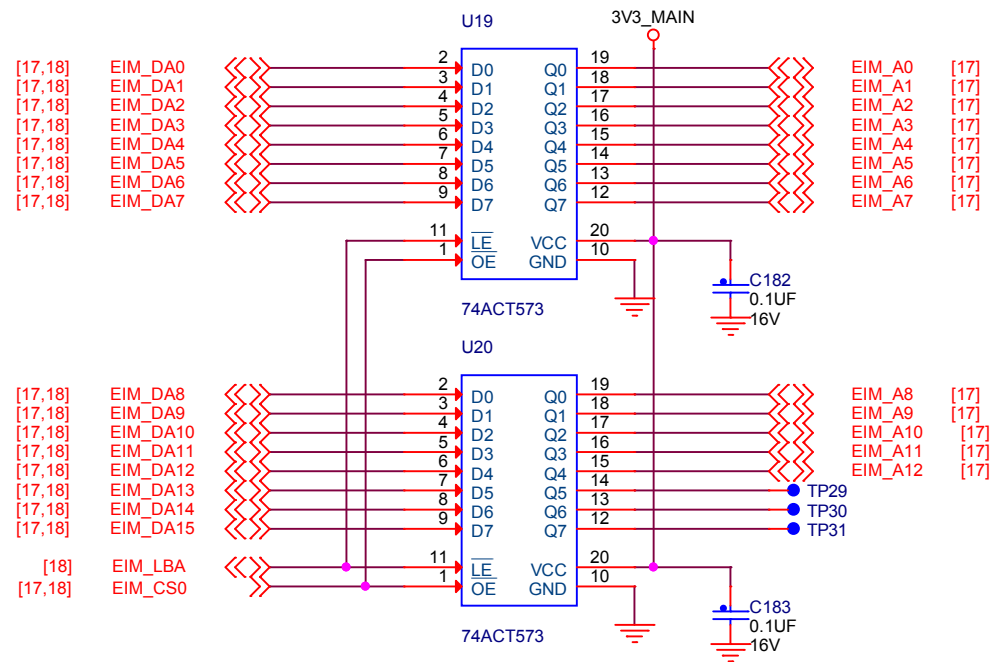 U19 3V3_MAIN
[17,18] EIM_DA0 2 D0 Q0 19 EIM_A0 [17]
[17,18] EIM_DA1 3 D1 Q1 18 EIM_A1 [17]
[17,18] EIM_DA2 4 D2 Q2 17 EIM_A2 [17]
[17,18] EIM_DA3 5 D3 Q3 16 EIM_A3 [17]
[17,18] EIM_DA4 6 D4 Q4 15 EIM_A4 [17]
[17,18] EIM_DA5 7 D5 Q5 14 EIM_A5 [17]
[17,18] EIM_DA6 8 D6 Q6 13 EIM_A6 [17]
[17,18] EIM_DA7 9 D7 Q7 12 EIM_A7 [17]
11 LE VCC 20
1 OE GND 10
C182
0.1UF
16V
74ACT573
U20
[17,18] EIM_DA8 2 D0 Q0 19 EIM_A8 [17]
[17,18] EIM_DA9 3 D1 Q1 18 EIM_A9 [17]
[17,18] EIM_DA10 4 D2 Q2 17 EIM_A10 [17]
[17,18] EIM_DA11 5 D3 Q3 16 EIM_A11 [17]
[17,18] EIM_DA12 6 D4 Q4 15 EIM_A12 [17]
[17,18] EIM_DA13 7 D5 Q5 14 TP29
[17,18] EIM_DA14 8 D6 Q6 13 TP30
[17,18] EIM_DA15 9 D7 Q7 12 TP31
[18] EIM_LBA 11 LE VCC 20
[17,18] EIM_CS0 1 OE GND 10
C183
0.1UF
16V
74ACT573